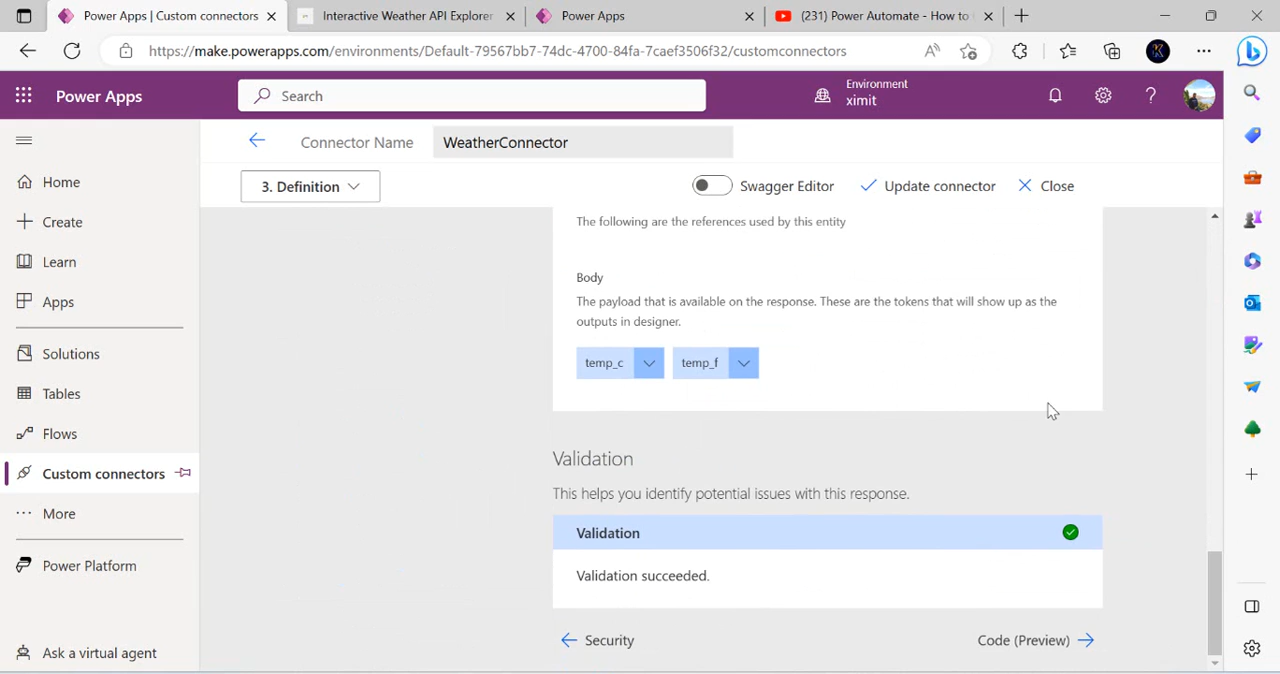 Power Apps | Custom connectors
Interactive Weather API Explorer
Power Apps
(231) Power Automate - How to
https://make.powerapps.com/environments/Default-79567bb7-74dc-4700-84fa-7caef3506f32/customconnectors
Power Apps
Search
Environment
ximit
Connector Name
WeatherConnector
3. Definition
Swagger Editor
Update connector
Close
Home
Create
Learn
Apps
Solutions
Tables
Flows
Custom connectors
More
Power Platform
Ask a virtual agent
The following are the references used by this entity
Body
The payload that is available on the response. These are the tokens that will show up as the
outputs in designer.
temp_c
temp_f
Validation
This helps you identify potential issues with this response.
Validation
Validation succeeded.
Security
Code (Preview)